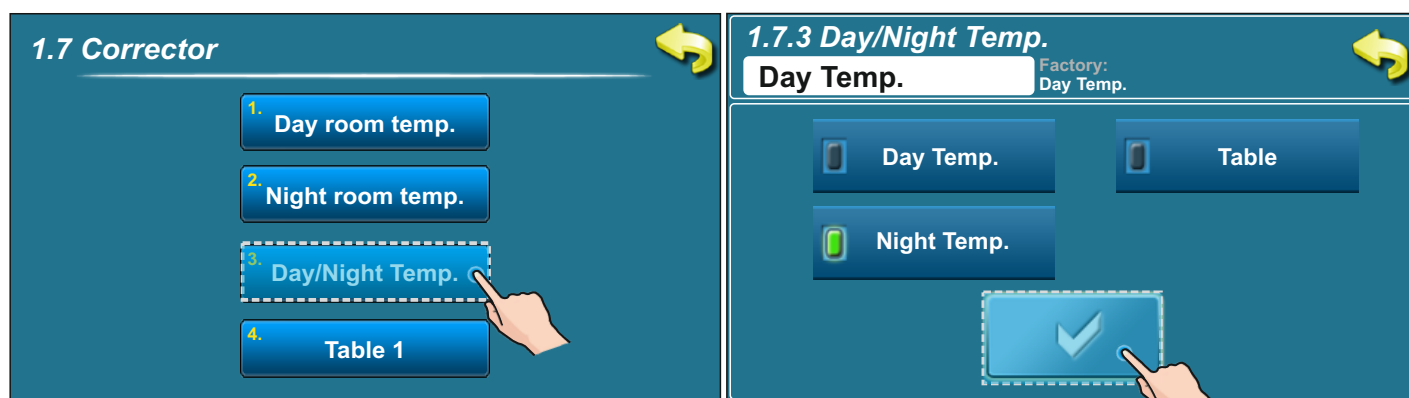 1.7 Corrector
1.
Day room temp.
2.
Night room temp.
3.
Day/Night Temp.
4.
Table 1
1.7.3 Day/Night Temp.
Day Temp.
Factory:
Day Temp.
Day Temp.
Table
Night Temp.